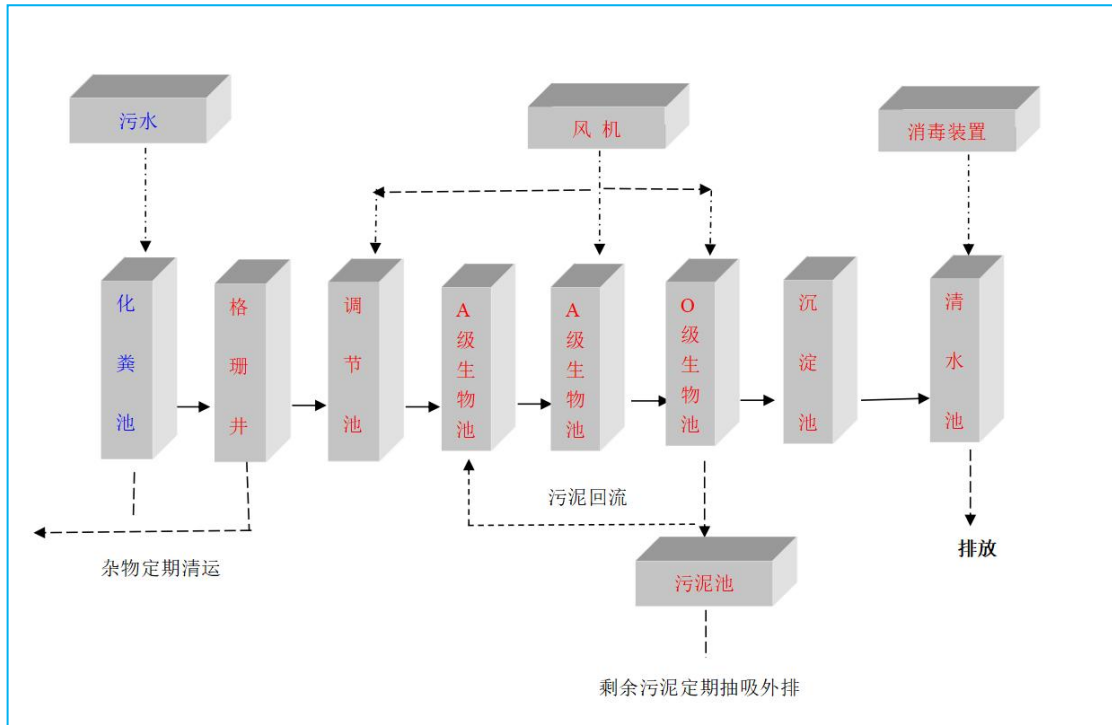 污水
风 机
消毒装置
化粪池
格珊井
调节池
A级生物池
A级生物池
O级生物池
沉淀池
清水池
污泥回流
杂物定期清运
污泥池
排放
剩余污泥定期抽吸外排